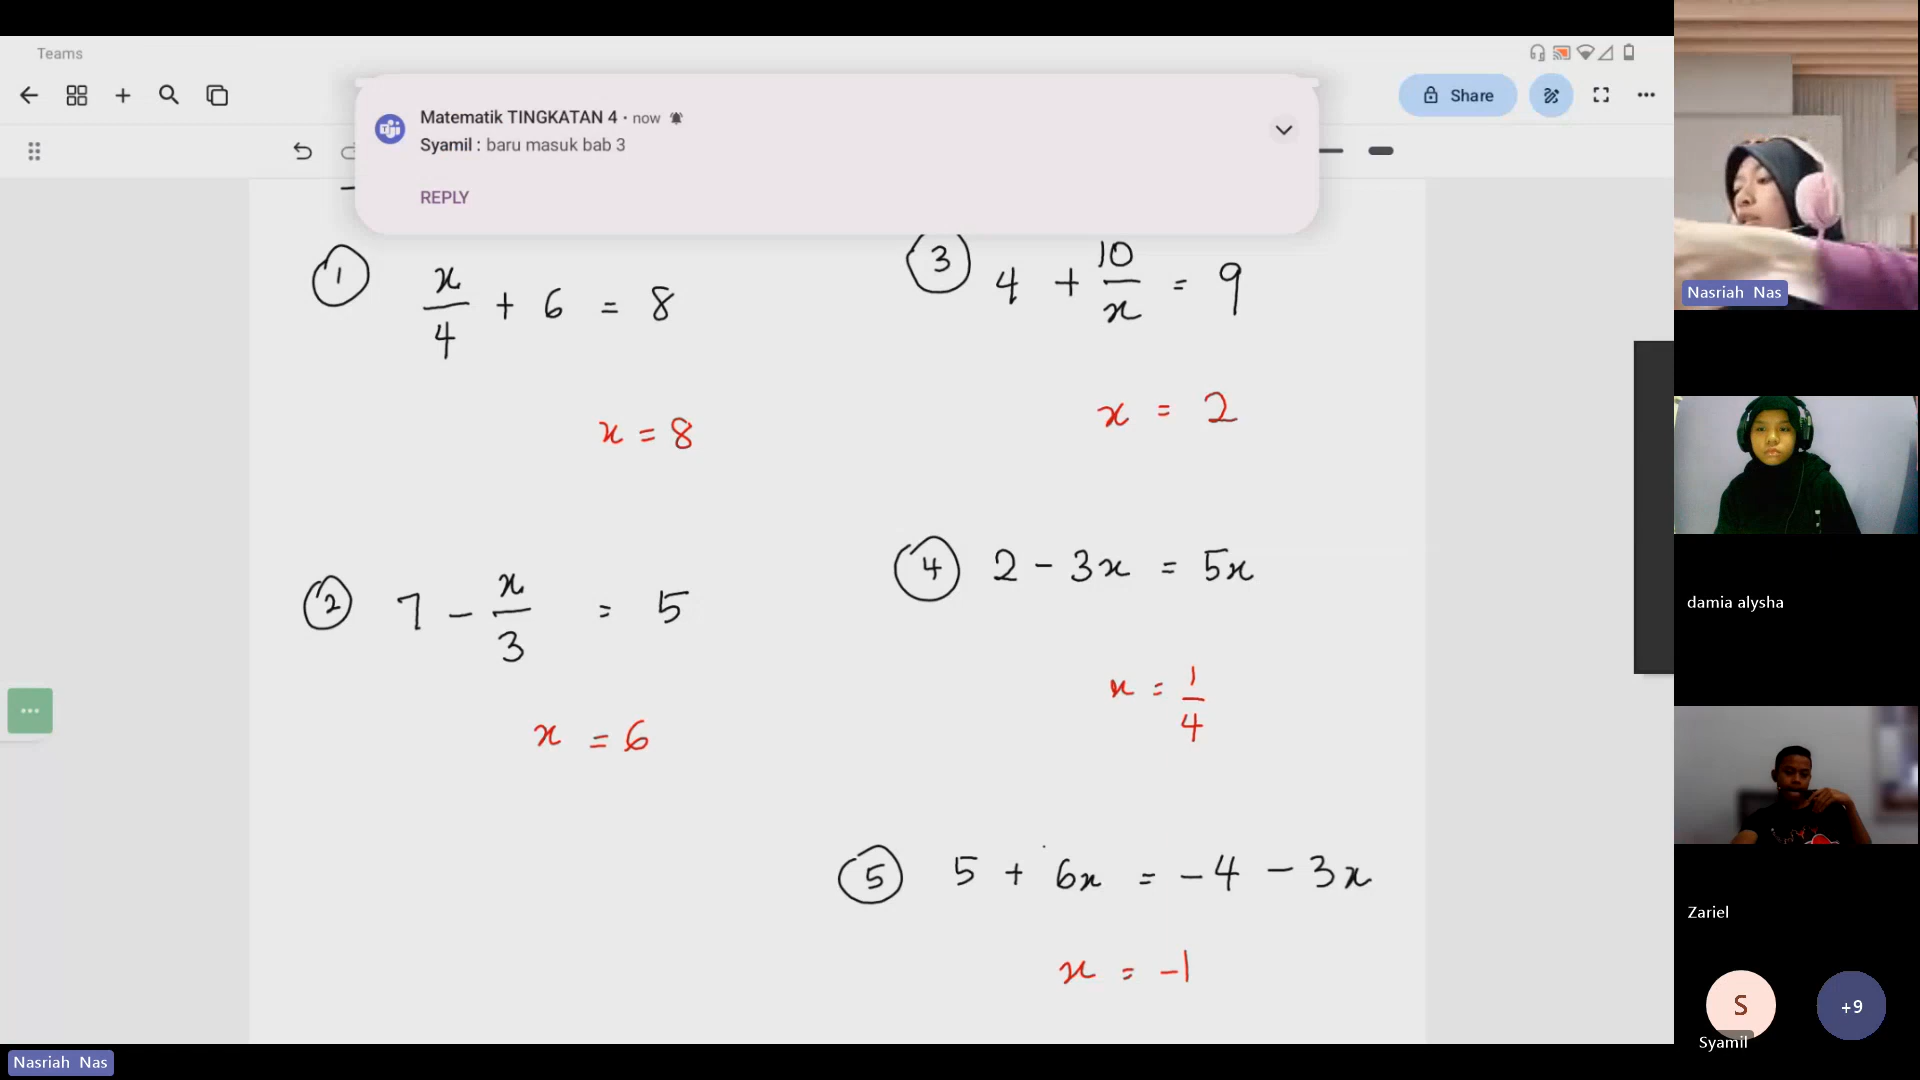 Teams
Share
Matematik TINGKATAN 4 • now
Syamil : baru masuk bab 3
REPLY
① x/4 + 6 = 8
x = 8
② 7 - x/3 = 5
x = 6
③ 4 + 10/x = 9
x = 2
④ 2 - 3x = 5x
x = 1/4
⑤ 5 + 6x = -4 - 3x
x = -1
Nasriah Nas
damia alysha
Zariel
S
Syamil
+9
Nasriah Nas